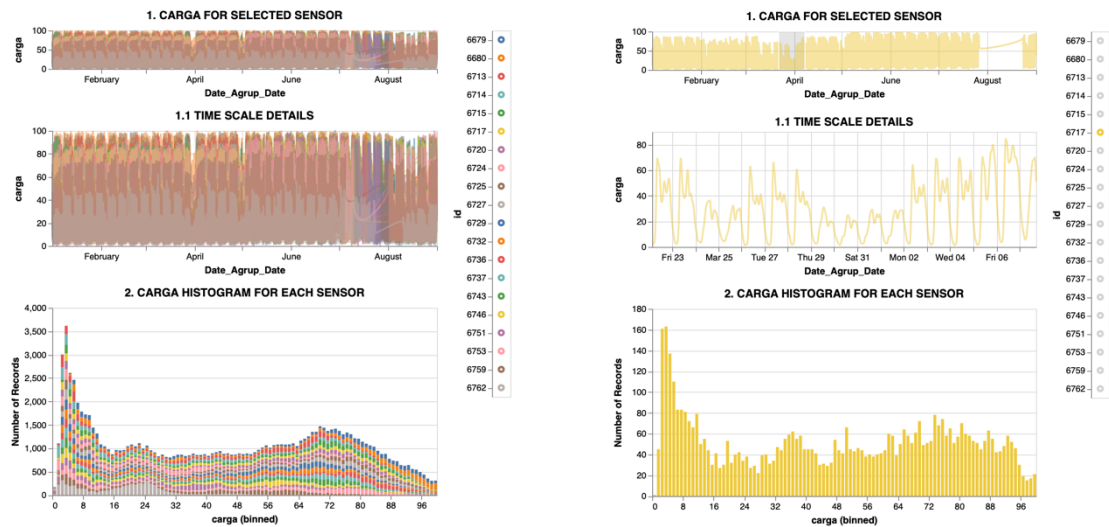 1. CARGA FOR SELECTED SENSOR
100
50
0
carga
February
April
June
August
Date_Agrup_Date
1.1 TIME SCALE DETAILS
100
80
60
40
20
0
carga
February
April
June
August
Date_Agrup_Date
2. CARGA HISTOGRAM FOR EACH SENSOR
4,000
3,500
3,000
2,500
2,000
1,500
1,000
500
0
Number of Records
0 8 16 24 32 40 48 56 64 72 80 88 96
carga (binned)
id
6679
6680
6713
6714
6715
6717
6720
6724
6725
6727
6729
6732
6736
6737
6743
6746
6751
6753
6759
6762
1. CARGA FOR SELECTED SENSOR
100
50
0
carga
February
April
June
August
Date_Agrup_Date
1.1 TIME SCALE DETAILS
80
60
40
20
0
carga
Fri 23
Mar 25
Tue 27
Thu 29
Sat 31
Mon 02
Wed 04
Fri 06
Date_Agrup_Date
2. CARGA HISTOGRAM FOR EACH SENSOR
180
160
140
120
100
80
60
40
20
0
Number of Records
0 8 16 24 32 40 48 56 64 72 80 88 96
carga (binned)
id
6679
6680
6713
6714
6715
6717
6720
6724
6725
6727
6729
6732
6736
6737
6743
6746
6751
6753
6759
6762